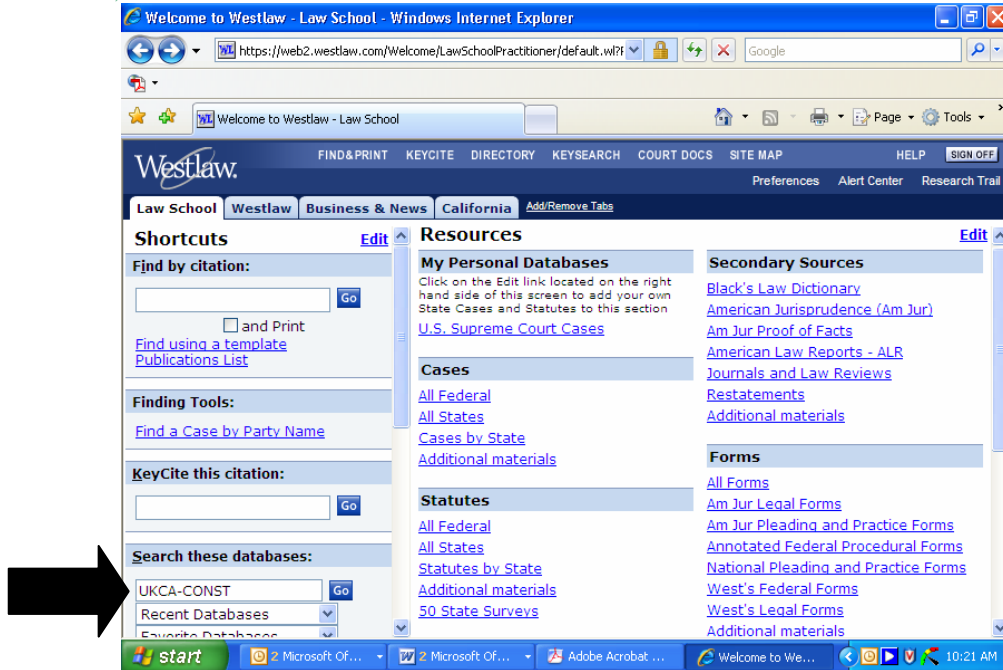 Welcome to Westlaw - Law School - Windows Internet Explorer
https://web2.westlaw.com/Welcome/LawSchoolPractitioner/default.wl?F
Google
Welcome to Westlaw - Law School
Page
Tools
Westlaw.
FIND&PRINT KEYCITE DIRECTORY KEYSEARCH COURT DOCS SITE MAP HELP SIGN OFF
Preferences Alert Center Research Trail
Law School Westlaw Business & News California Add/Remove Tabs
Shortcuts Edit
Find by citation:
Go
and Print
Find using a template
Publications List
Finding Tools:
Find a Case by Party Name
KeyCite this citation:
Go
Search these databases:
UKCA-CONST Go
Recent Databases
Favorite Databases
Resources Edit
My Personal Databases
Click on the Edit link located on the right
hand side of this screen to add your own
State Cases and Statutes to this section
U.S. Supreme Court Cases
Cases
All Federal
All States
Cases by State
Additional materials
Statutes
All Federal
All States
Statutes by State
Additional materials
50 State Surveys
Secondary Sources
Black's Law Dictionary
American Jurisprudence (Am Jur)
Am Jur Proof of Facts
American Law Reports - ALR
Journals and Law Reviews
Restatements
Additional materials
Forms
All Forms
Am Jur Legal Forms
Am Jur Pleading and Practice Forms
Annotated Federal Procedural Forms
National Pleading and Practice Forms
West's Federal Forms
West's Legal Forms
Additional materials
start 2 Microsoft Of... 2 Microsoft Of... Adobe Acrobat ... Welcome to We... 10:21 AM